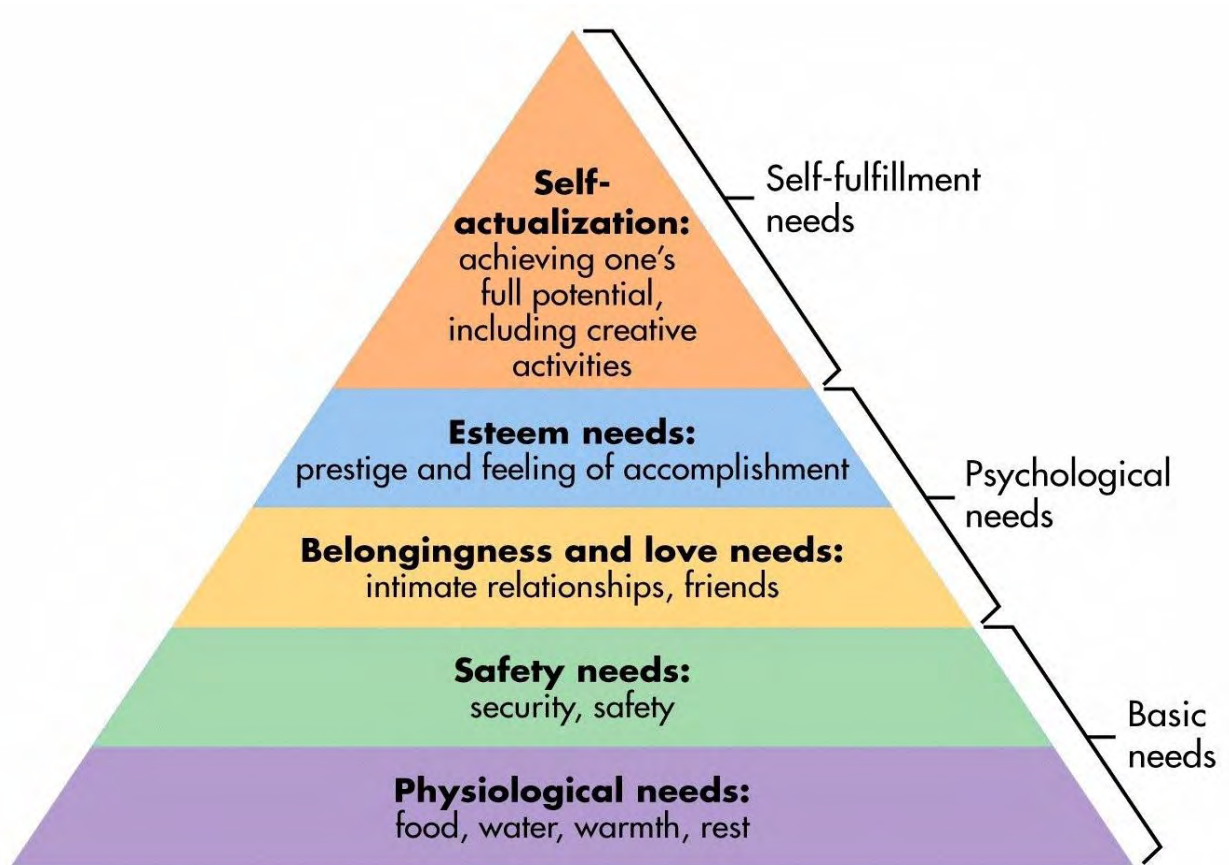 Self-
actualization:
achieving one's
full potential,
including creative
activities
Self-fulfillment
needs
Esteem needs:
prestige and feeling of accomplishment
Psychological
needs
Belongingness and love needs:
intimate relationships, friends
Safety needs:
security, safety
Basic
needs
Physiological needs:
food, water, warmth, rest